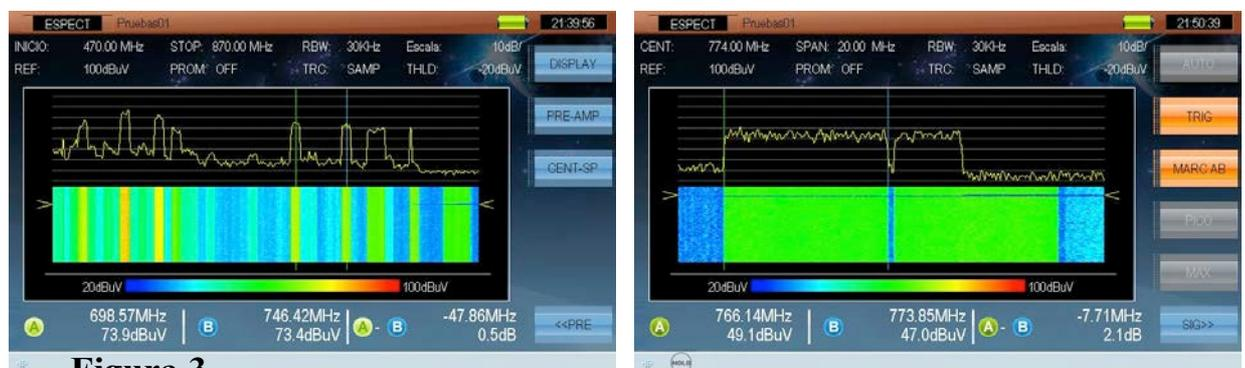 ESPECT Pruebas01 21:39:56
INICIO: 470.00 MHz STOP: 870.00 MHz RBW: 30KHz Escala: 10dB/
REF: 100dBuV PROM: OFF TRC: SAMP THLD: -20dBuV
DISPLAY
PRE-AMP
CENT-SP
20dBuV 100dBuV
A 698.57MHz B 746.42MHz A - B -47.86MHz
73.9dBuV 73.4dBuV 0.5dB
<<PRE
ESPECT Pruebas01 21:50:39
CENT: 774.00 MHz SPAN: 20.00 MHz RBW: 30KHz Escala: 10dB/
REF: 100dBuV PROM: OFF TRC: SAMP THLD: -20dBuV
AUTO
TRIG
MARC AB
PICO
MAX
20dBuV 100dBuV
A 766.14MHz B 773.85MHz A - B -7.71MHz
49.1dBuV 47.0dBuV 2.1dB
SIG>>
HOLD
Figura 3